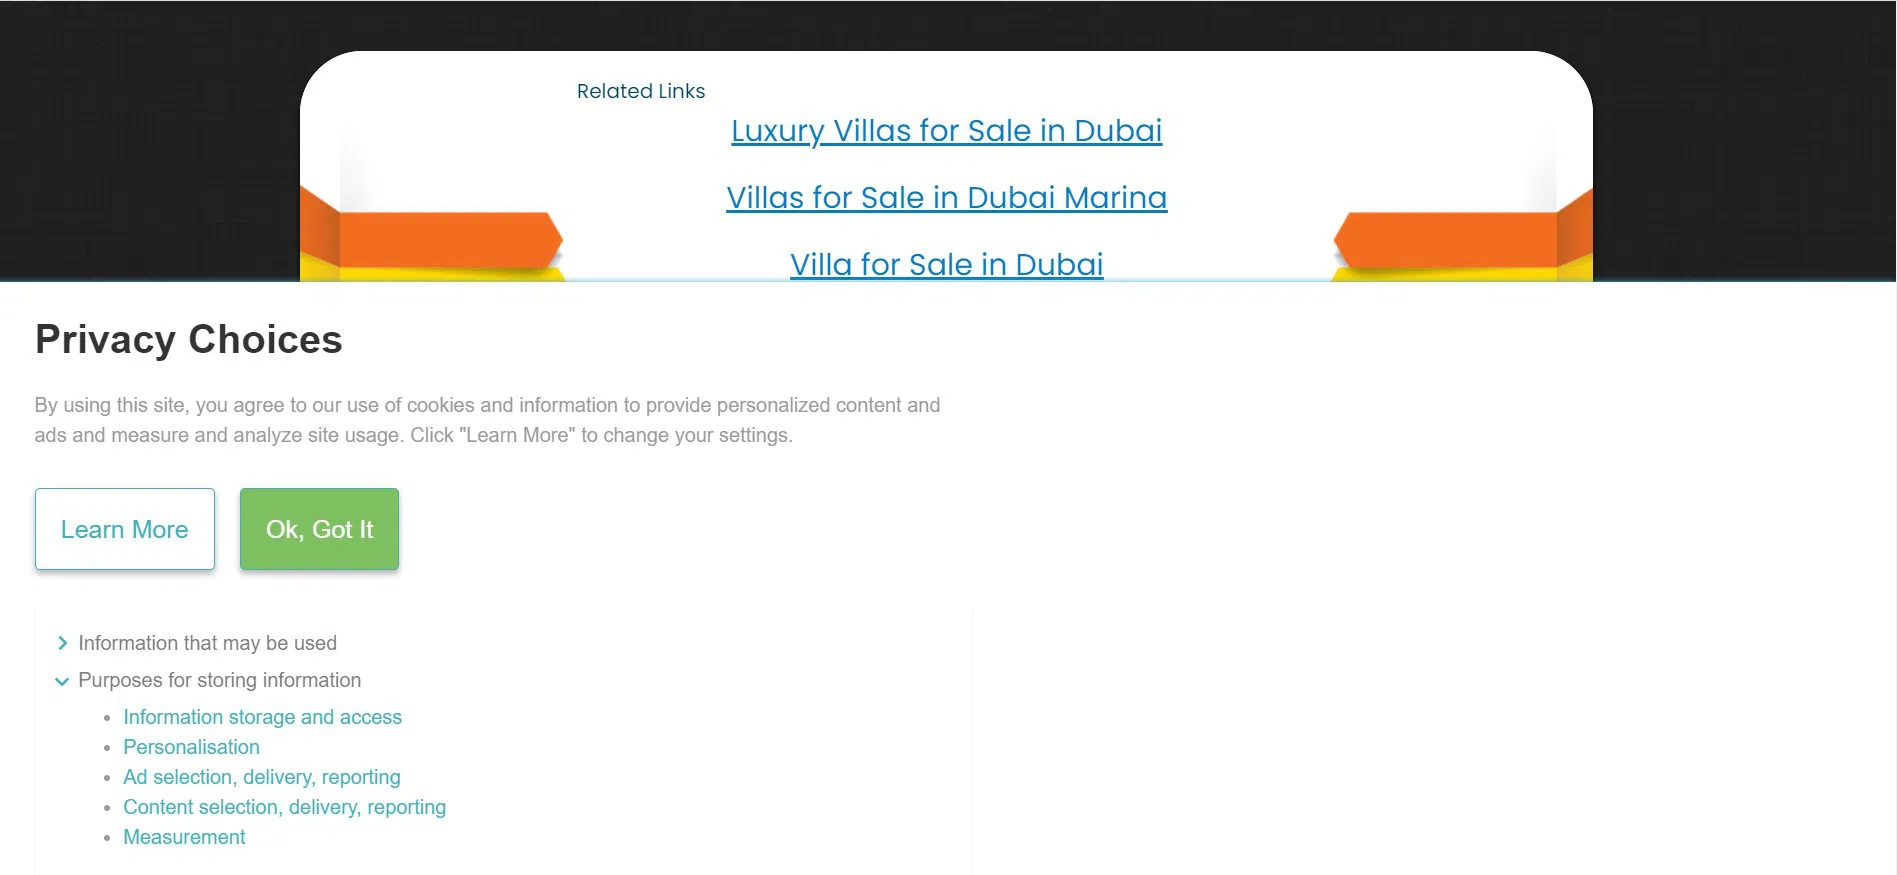 Related Links
Luxury Villas for Sale in Dubai
Villas for Sale in Dubai Marina
Villa for Sale in Dubai
Privacy Choices
By using this site, you agree to our use of cookies and information to provide personalized content and
ads and measure and analyze site usage. Click "Learn More" to change your settings.
Learn More
Ok, Got It
Information that may be used
Purposes for storing information
Information storage and access
Personalisation
Ad selection, delivery, reporting
Content selection, delivery, reporting
Measurement